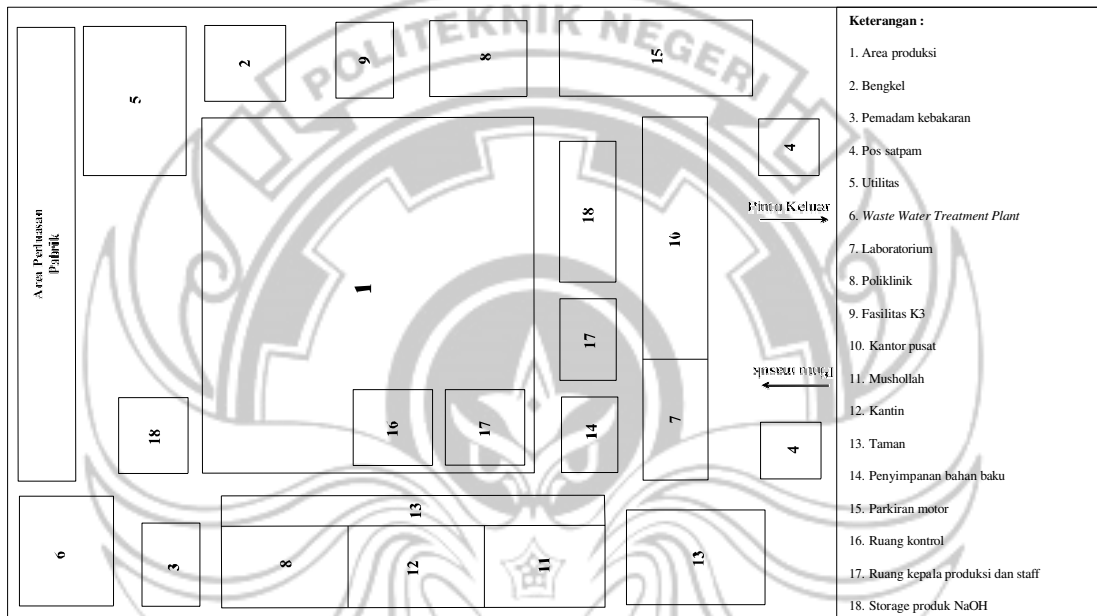 POLITEKNIK NEGERI
5
2
9
8
15
4
Area Perluasan
Pabrik
1
18
10
Pintu Keluar
17
Pintu masuk
18
16
17
14
7
4
6
3
13
8
12
11
13
Keterangan :
1. Area produksi
2. Bengkel
3. Pemadam kebakaran
4. Pos satpam
5. Utilitas
6. Waste Water Treatment Plant
7. Laboratorium
8. Poliklinik
9. Fasilitas K3
10. Kantor pusat
11. Mushollah
12. Kantin
13. Taman
14. Penyimpanan bahan baku
15. Parkiran motor
16. Ruang kontrol
17. Ruang kepala produksi dan staff
18. Storage produk NaOH